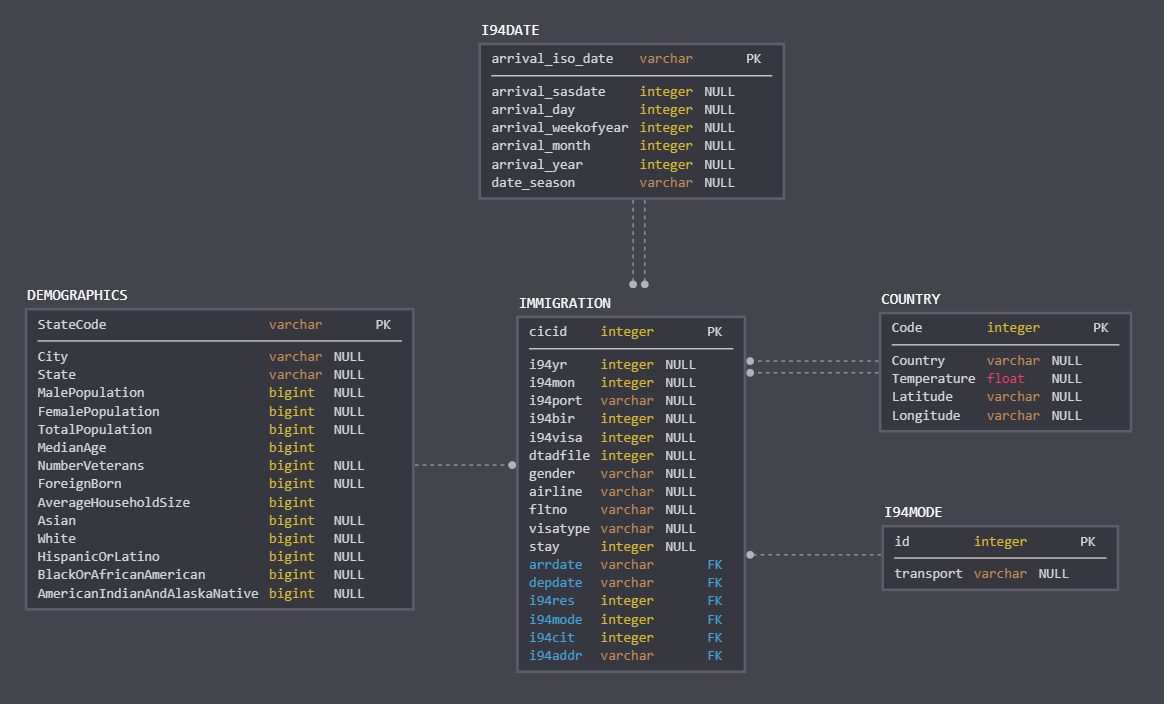 I94DATE
arrival_iso_date varchar PK
arrival_sasdate integer NULL
arrival_day integer NULL
arrival_weekofyear integer NULL
arrival_month integer NULL
arrival_year integer NULL
date_season varchar NULL
DEMOGRAPHICS
StateCode varchar PK
City varchar NULL
State varchar NULL
MalePopulation bigint NULL
FemalePopulation bigint NULL
TotalPopulation bigint NULL
MedianAge bigint
NumberVeterans bigint NULL
ForeignBorn bigint NULL
AverageHouseholdSize bigint
Asian bigint NULL
White bigint NULL
HispanicOrLatino bigint NULL
BlackOrAfricanAmerican bigint NULL
AmericanIndianAndAlaskaNative bigint NULL
IMMIGRATION
cicid integer PK
i94yr integer NULL
i94mon integer NULL
i94port varchar NULL
i94bir integer NULL
i94visa integer NULL
dtadfile integer NULL
gender varchar NULL
airline varchar NULL
fltno varchar NULL
visatype varchar NULL
stay integer NULL
arrdate varchar FK
depdate varchar FK
i94res integer FK
i94mode integer FK
i94cit integer FK
i94addr varchar FK
COUNTRY
Code integer PK
Country varchar NULL
Temperature float NULL
Latitude varchar NULL
Longitude varchar NULL
I94MODE
id integer PK
transport varchar NULL